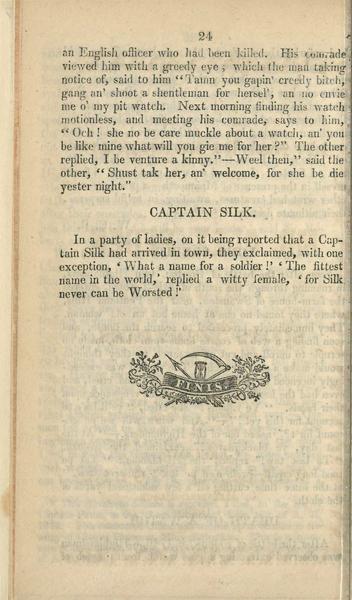 24
an English officer who had been killed. His comrade
viewed him with a greedy eye; which the man taking
notice of, said to him "Tamn you gapin' creedy bitch,
gang an' shoot a shentleman for hersel', an no envie
me o' my pit watch. Next morning finding his watch
motionless, and meeting his comrade, says to him,
"Och! she no be care muckle about a watch, an' you
be like mine what will you gie me for her?" The other
replied, I be venture a kinny."—Weel then," said the
other, "Shust tak her, an' welcome, for she be die
yester night."
CAPTAIN SILK.
In a party of ladies, on it being reported that a Cap-
tain Silk had arrived in town, they exclaimed, with one
exception, 'What a name for a soldier!' 'The fittest
name in the world,' replied a witty female, 'for Silk
never can be Worsted!'
FINIS.